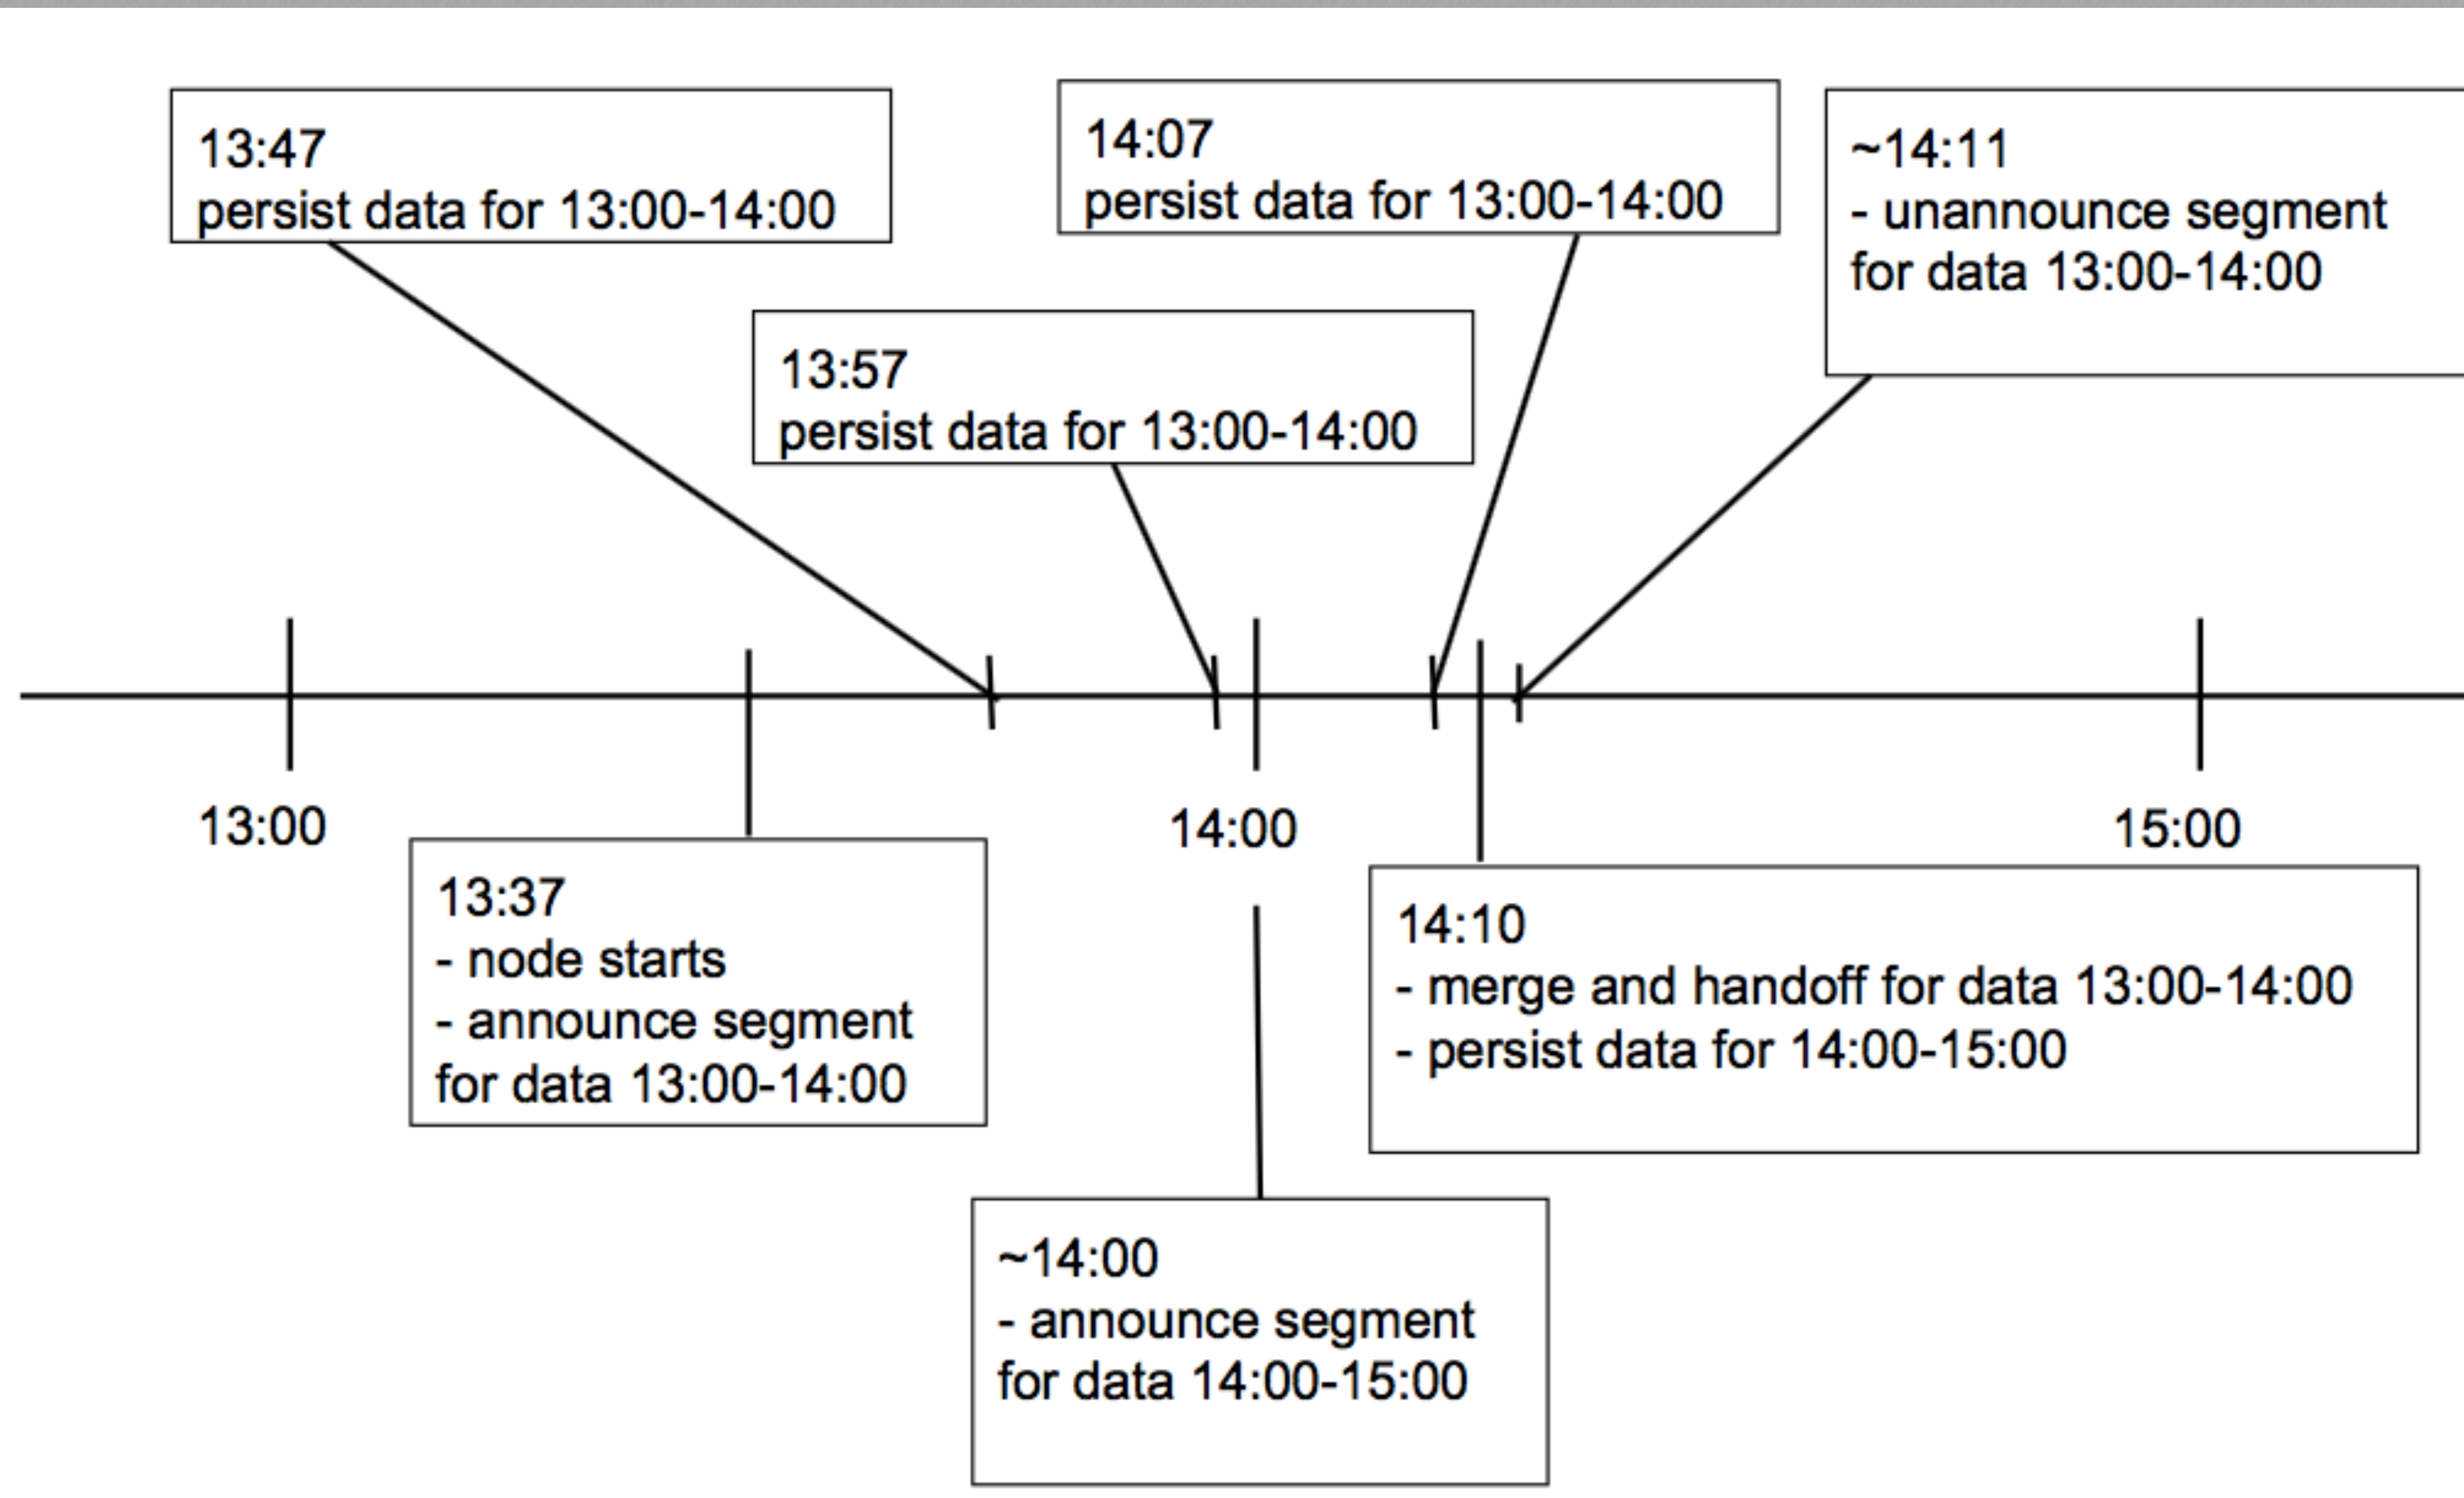 13:47
persist data for 13:00-14:00
14:07
persist data for 13:00-14:00
~14:11
- unannounce segment
for data 13:00-14:00
13:57
persist data for 13:00-14:00
13:00
14:00
15:00
13:37
- node starts
- announce segment
for data 13:00-14:00
14:10
- merge and handoff for data 13:00-14:00
- persist data for 14:00-15:00
~14:00
- announce segment
for data 14:00-15:00